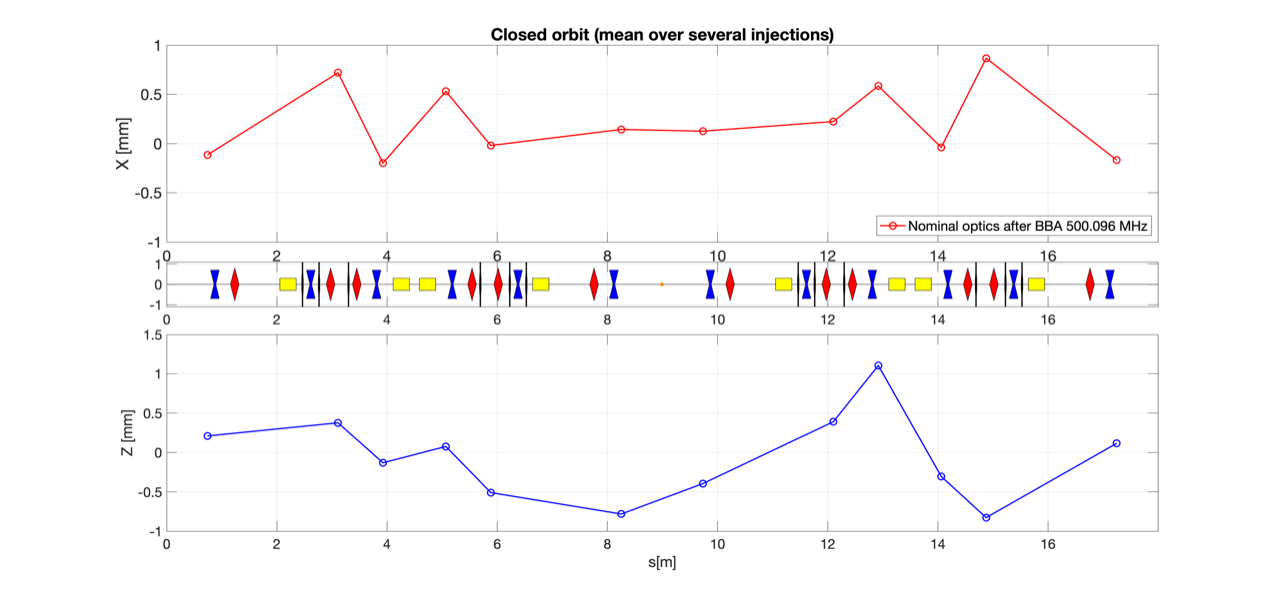 Closed orbit (mean over several injections)
1
0.5
0
-0.5
-1
X [mm]
Nominal optics after BBA 500.096 MHz
0 2 4 6 8 10 12 14 16
1
0
-1
0 2 4 6 8 10 12 14 16
1.5
1
0.5
0
-0.5
-1
Z [mm]
0 2 4 6 8 10 12 14 16
s[m]